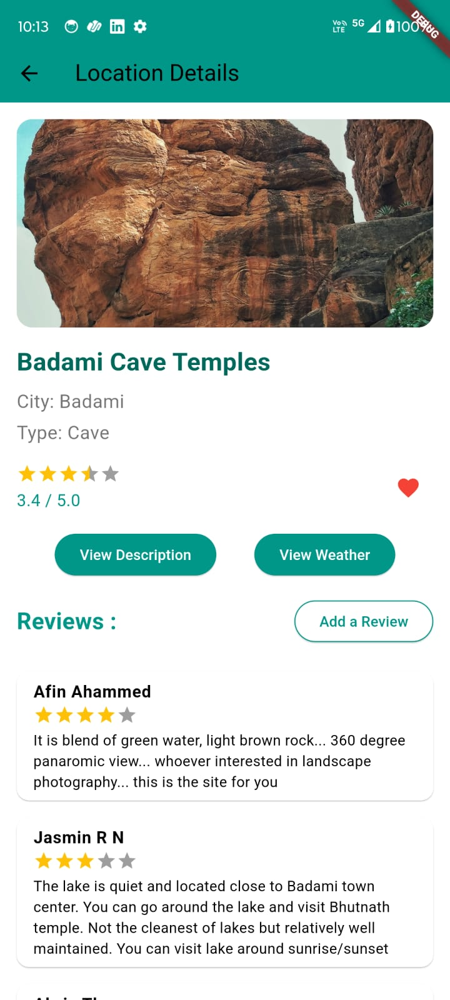 10:13
Vo)) LTE 5G 100%
DEBUG
Location Details
Badami Cave Temples
City: Badami
Type: Cave
3.4 / 5.0
View Description
View Weather
Reviews :
Add a Review
Afin Ahammed
It is blend of green water, light brown rock... 360 degree
panaromic view... whoever interested in landscape
photography... this is the site for you
Jasmin R N
The lake is quiet and located close to Badami town
center. You can go around the lake and visit Bhutnath
temple. Not the cleanest of lakes but relatively well
maintained. You can visit lake around sunrise/sunset